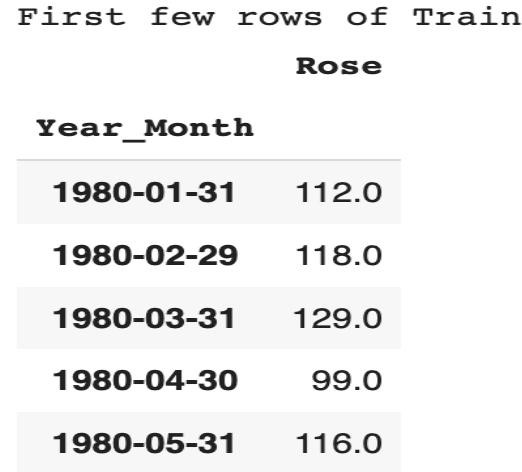 First few rows of Train
Rose
Year_Month
1980-01-31 112.0
1980-02-29 118.0
1980-03-31 129.0
1980-04-30 99.0
1980-05-31 116.0